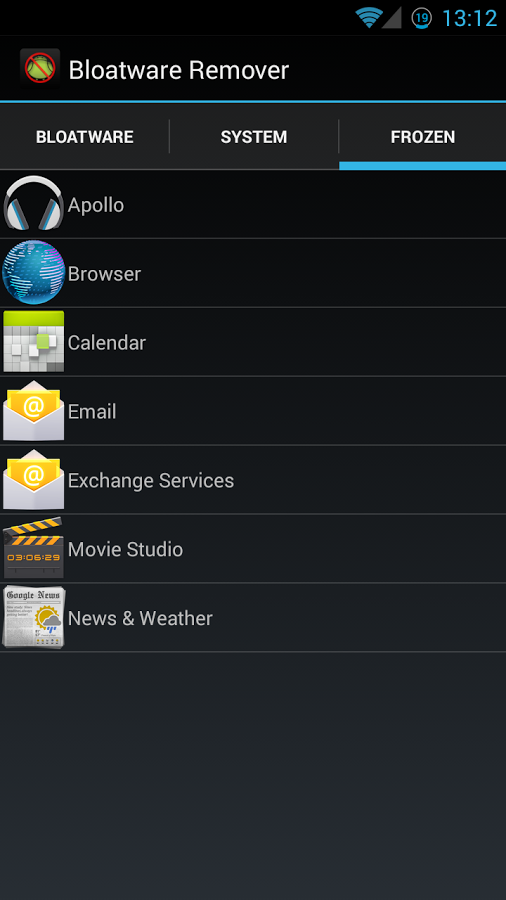 19 13:12
Bloatware Remover
BLOATWARE SYSTEM FROZEN
Apollo
Browser
Calendar
@ Email
@ Exchange Services
03:06:29 Movie Studio
Google News
News & Weather